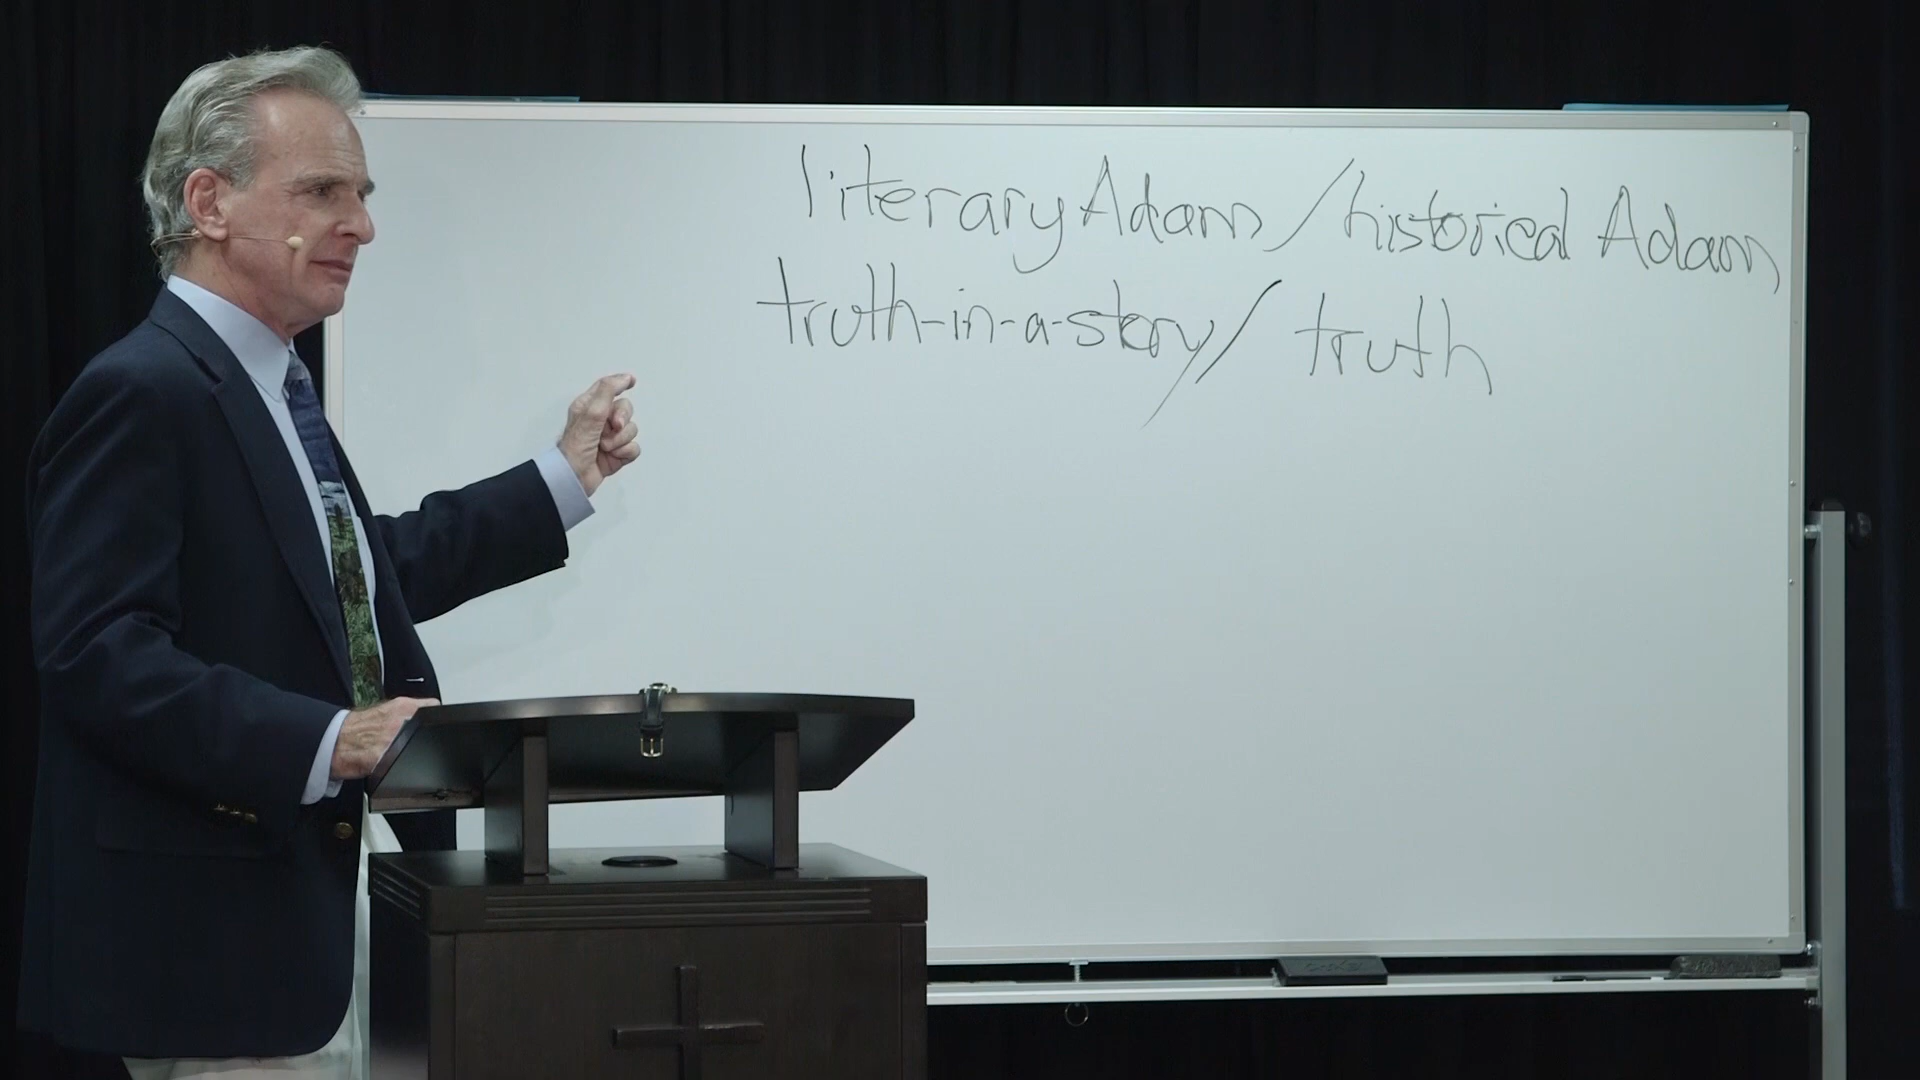 literary Adam / historical Adam
truth-in-a-story / truth